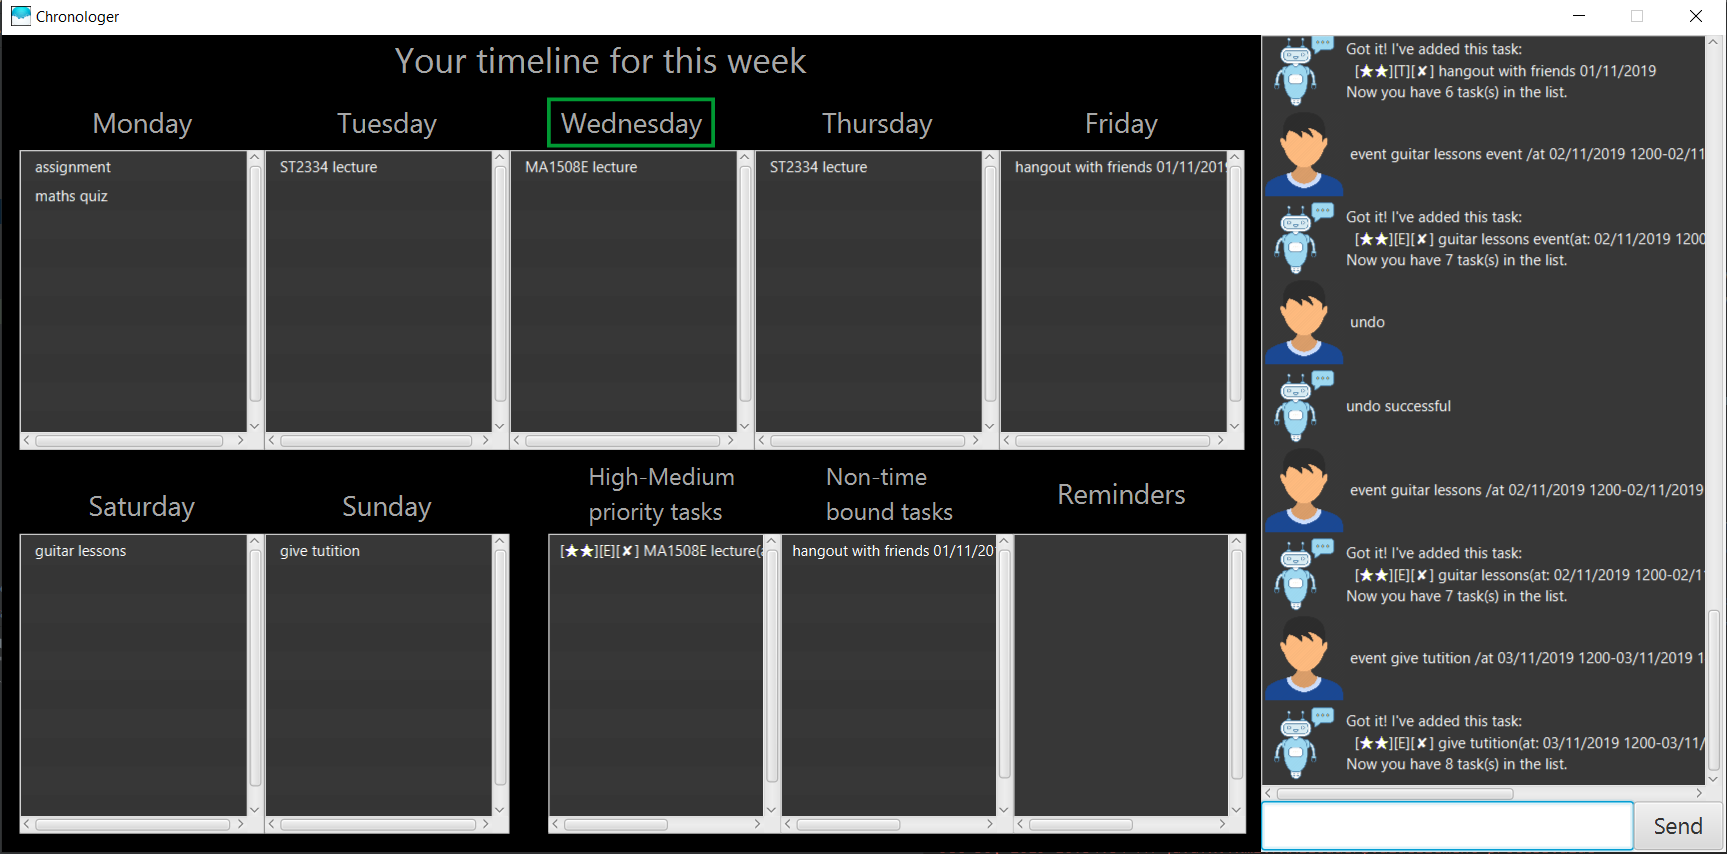 Chronologer
Your timeline for this week
Monday
Tuesday
Wednesday
Thursday
Friday
assignment
maths quiz
ST2334 lecture
MA1508E lecture
ST2334 lecture
hangout with friends 01/11/2019
Saturday
Sunday
High-Medium
priority tasks
Non-time
bound tasks
Reminders
guitar lessons
give tutition
[★★][E][✘] MA1508E lecture(
hangout with friends 01/11/20
Got it! I've added this task:
[★★][T][✘] hangout with friends 01/11/2019
Now you have 6 task(s) in the list.
event guitar lessons event /at 02/11/2019 1200-02/11
Got it! I've added this task:
[★★][E][✘] guitar lessons event(at: 02/11/2019 1200
Now you have 7 task(s) in the list.
undo
undo successful
event guitar lessons /at 02/11/2019 1200-02/11/2019
Got it! I've added this task:
[★★][E][✘] guitar lessons(at: 02/11/2019 1200-02/1
Now you have 7 task(s) in the list.
event give tutition /at 03/11/2019 1200-03/11/2019 1
Got it! I've added this task:
[★★][E][✘] give tutition(at: 03/11/2019 1200-03/11/
Now you have 8 task(s) in the list.
Send